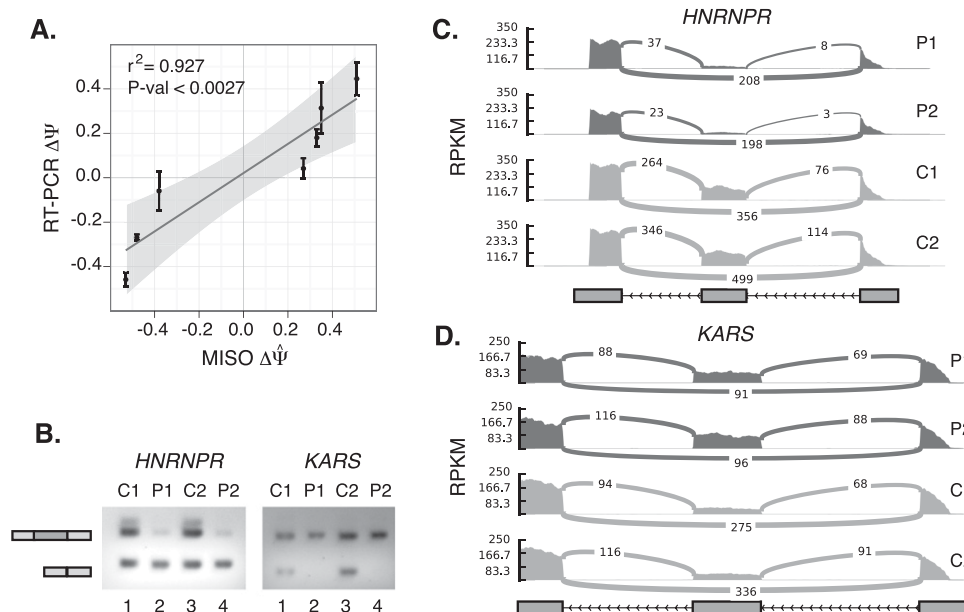 A.
r²= 0.927
P-val < 0.0027
RT-PCR ΔΨ
0.4
0.2
0.0
-0.2
-0.4
-0.4 -0.2 0.0 0.2 0.4
MISO ΔΨ̂
B.
HNRNPR KARS
C1 P1 C2 P2 C1 P1 C2 P2
1 2 3 4 1 2 3 4
C.
HNRNPR
RPKM
350
233.3
116.7
37 8
208
P1
350
233.3
116.7
23 3
198
P2
350
233.3
116.7
264 76
356
C1
350
233.3
116.7
346 114
499
C2
D.
KARS
RPKM
250
166.7
83.3
88 69
91
P
250
166,7
83.3
116 88
96
P2
250
166.7
83.3
94 68
275
C
250
166.7
83.3
116 91
336
C